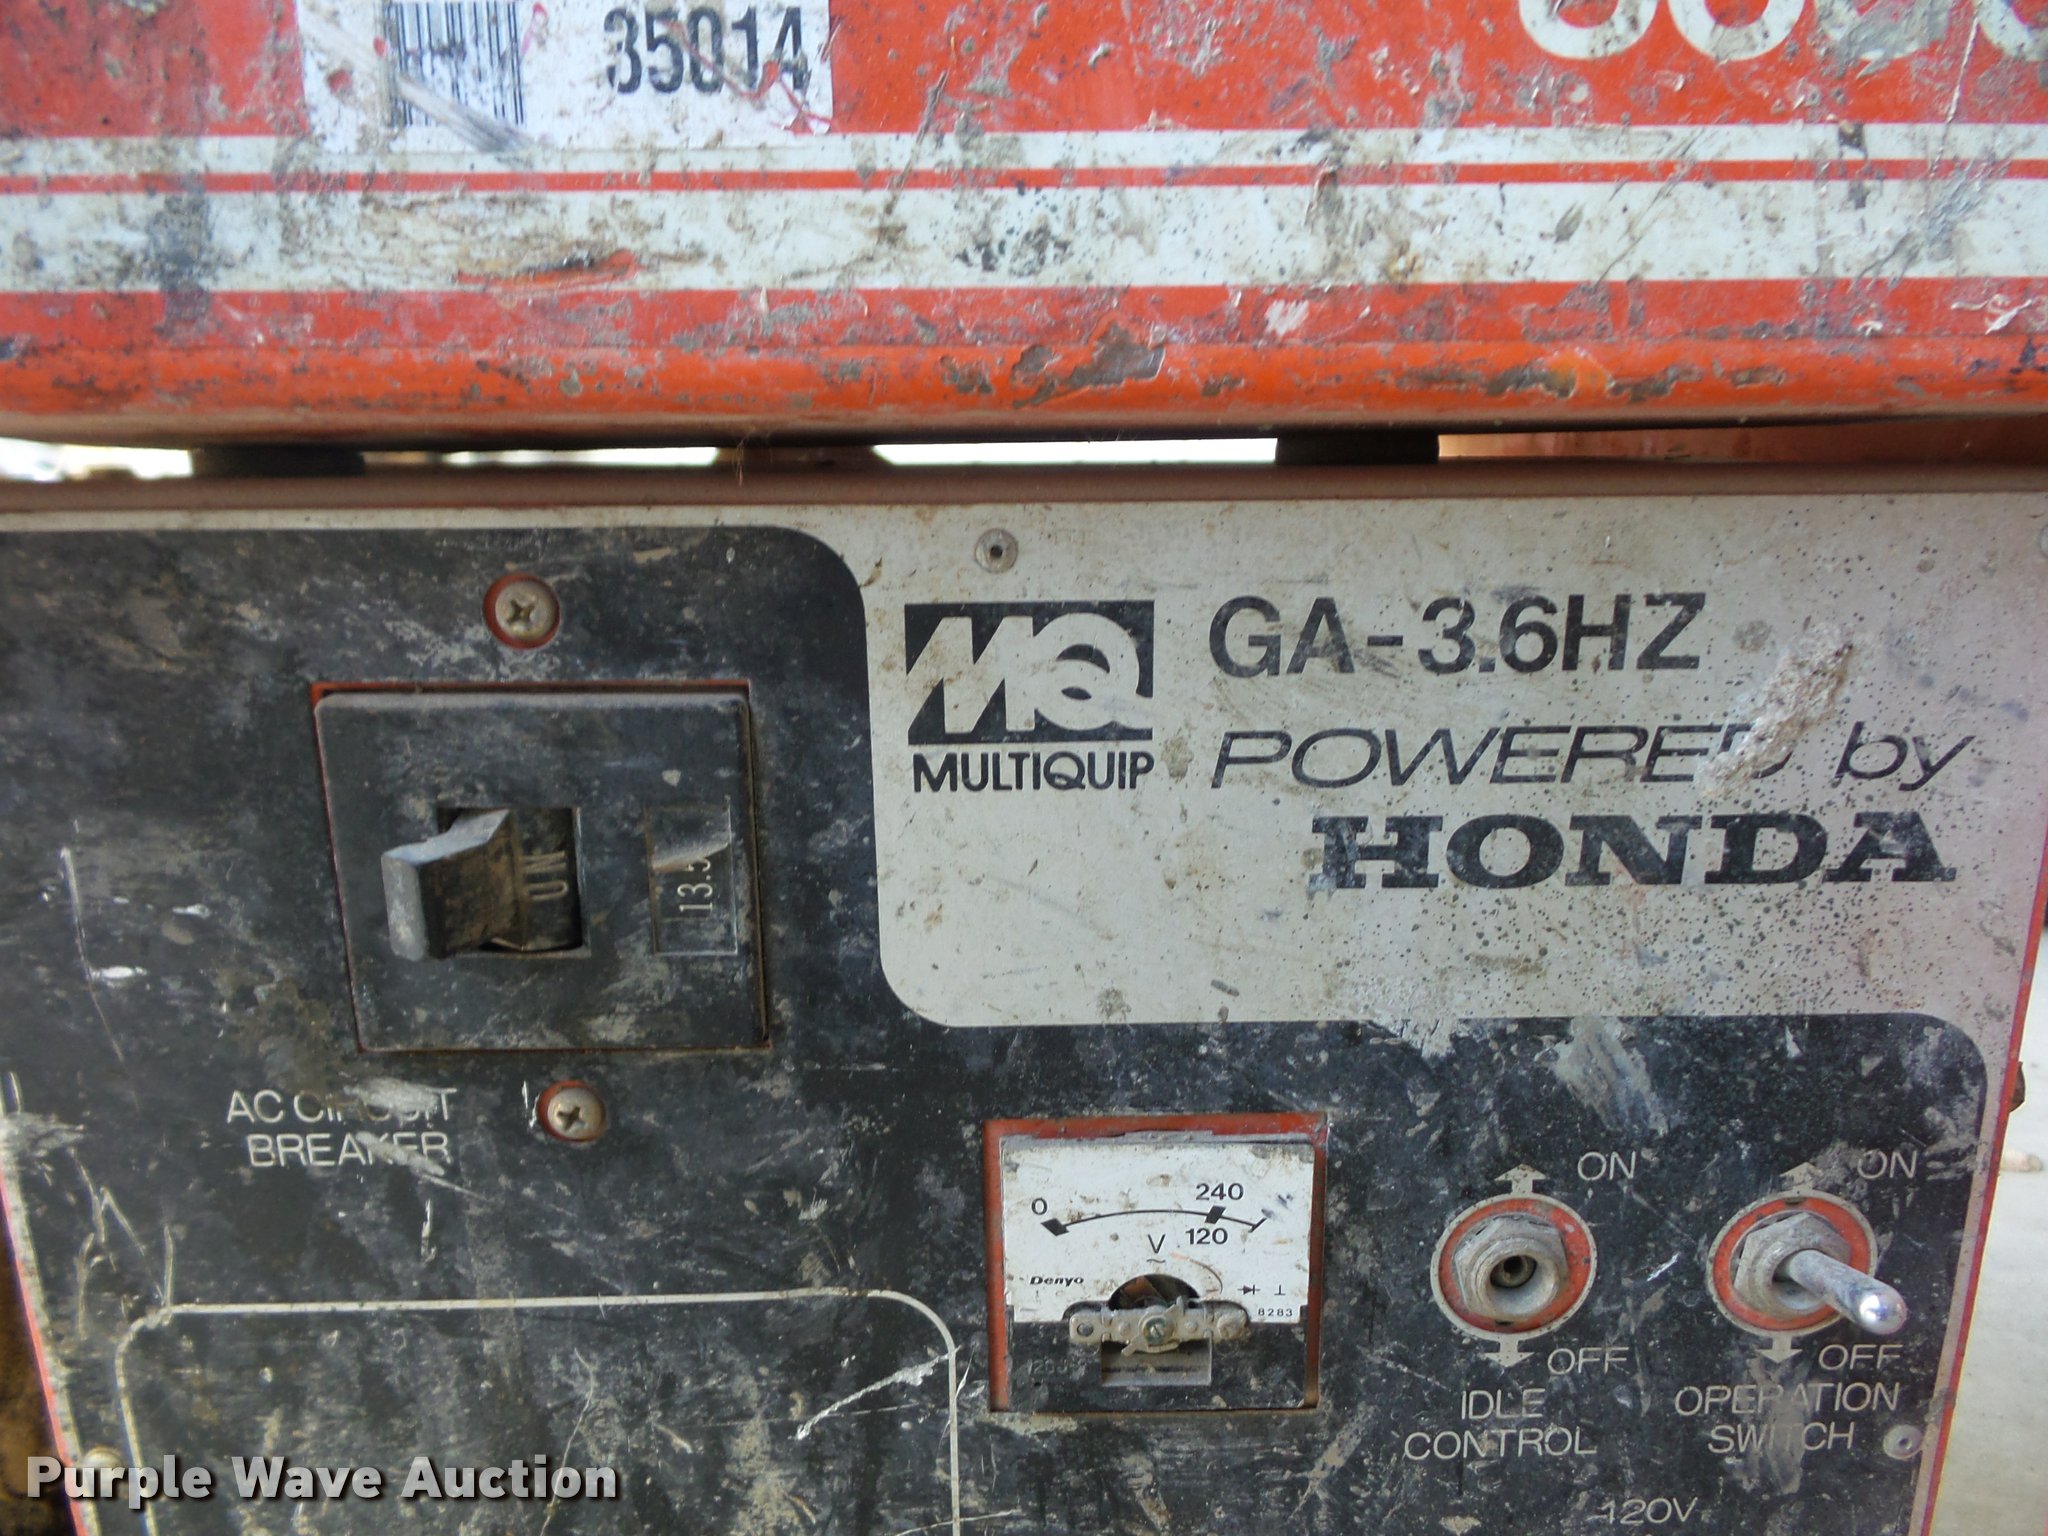 35014
MQ
MULTIQUIP
GA-3.6HZ
POWERED by
HONDA
13.5
AC CIRCUIT
BREAKER
0
240
120
V
Denyo
8283
ON
OFF
IDLE
CONTROL
ON
OFF
OPERATION
SWITCH
120V
Purple Wave Auction